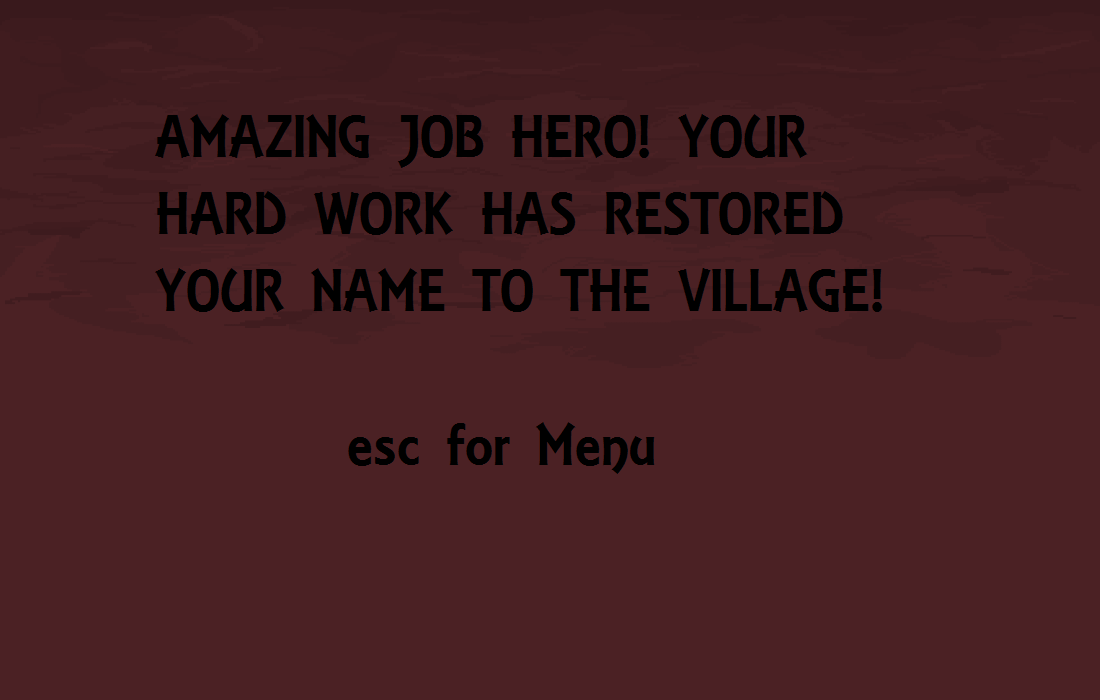 AMAZING JOB HERO! YOUR
HARD WORK HAS RESTORED
YOUR NAME TO THE VILLAGE!
esc for Menu